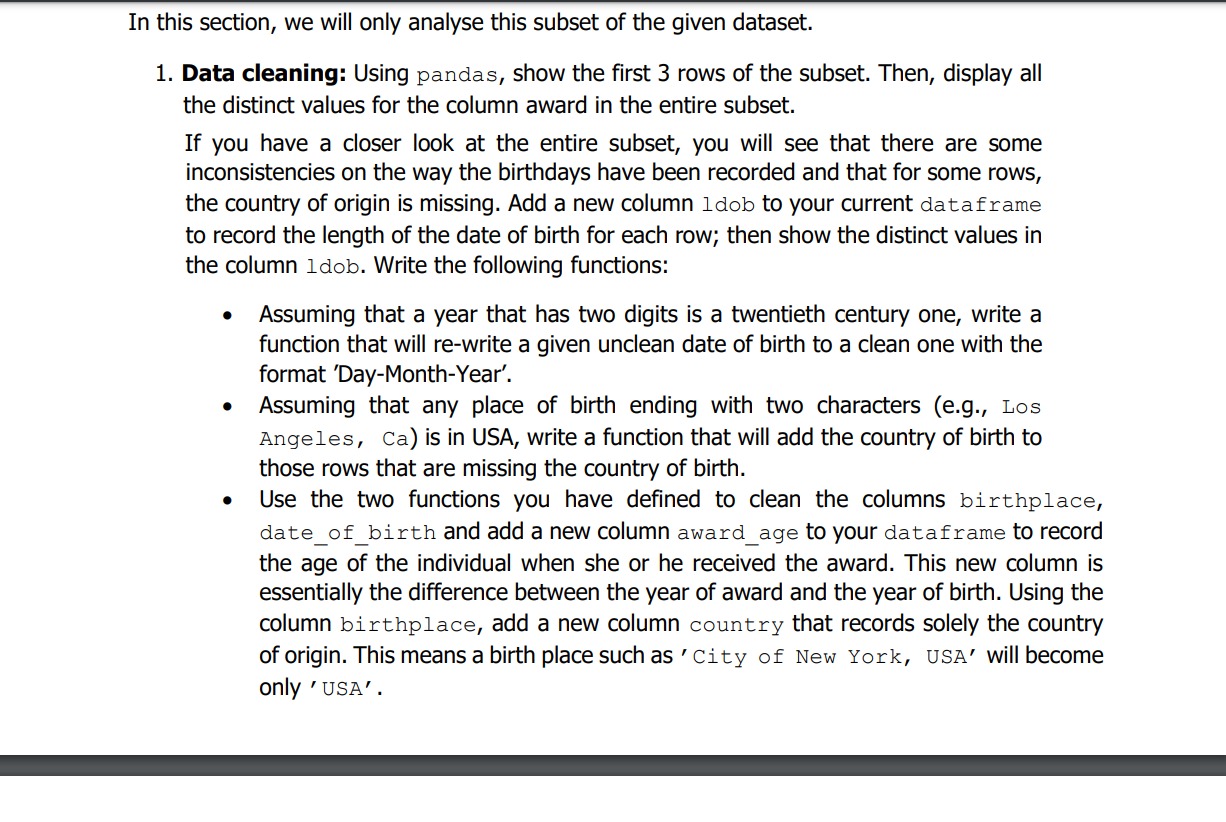 In this section, we will only analyse this subset of the given dataset.
1. Data cleaning: Using pandas, show the first 3 rows of the subset. Then, display all
the distinct values for the column award in the entire subset.
If you have a closer look at the entire subset, you will see that there are some
inconsistencies on the way the birthdays have been recorded and that for some rows,
the country of origin is missing. Add a new column ldob to your current dataframe
to record the length of the date of birth for each row; then show the distinct values in
the column ldob. Write the following functions:
• Assuming that a year that has two digits is a twentieth century one, write a
function that will re-write a given unclean date of birth to a clean one with the
format ’Day-Month-Year’.
• Assuming that any place of birth ending with two characters (e.g., Los
Angeles, Ca) is in USA, write a function that will add the country of birth to
those rows that are missing the country of birth.
• Use the two functions you have defined to clean the columns birthplace,
date_of_birth and add a new column award_age to your dataframe to record
the age of the individual when she or he received the award. This new column is
essentially the difference between the year of award and the year of birth. Using the
column birthplace, add a new column country that records solely the country
of origin. This means a birth place such as ’City of New York, USA’ will become
only ’USA’.